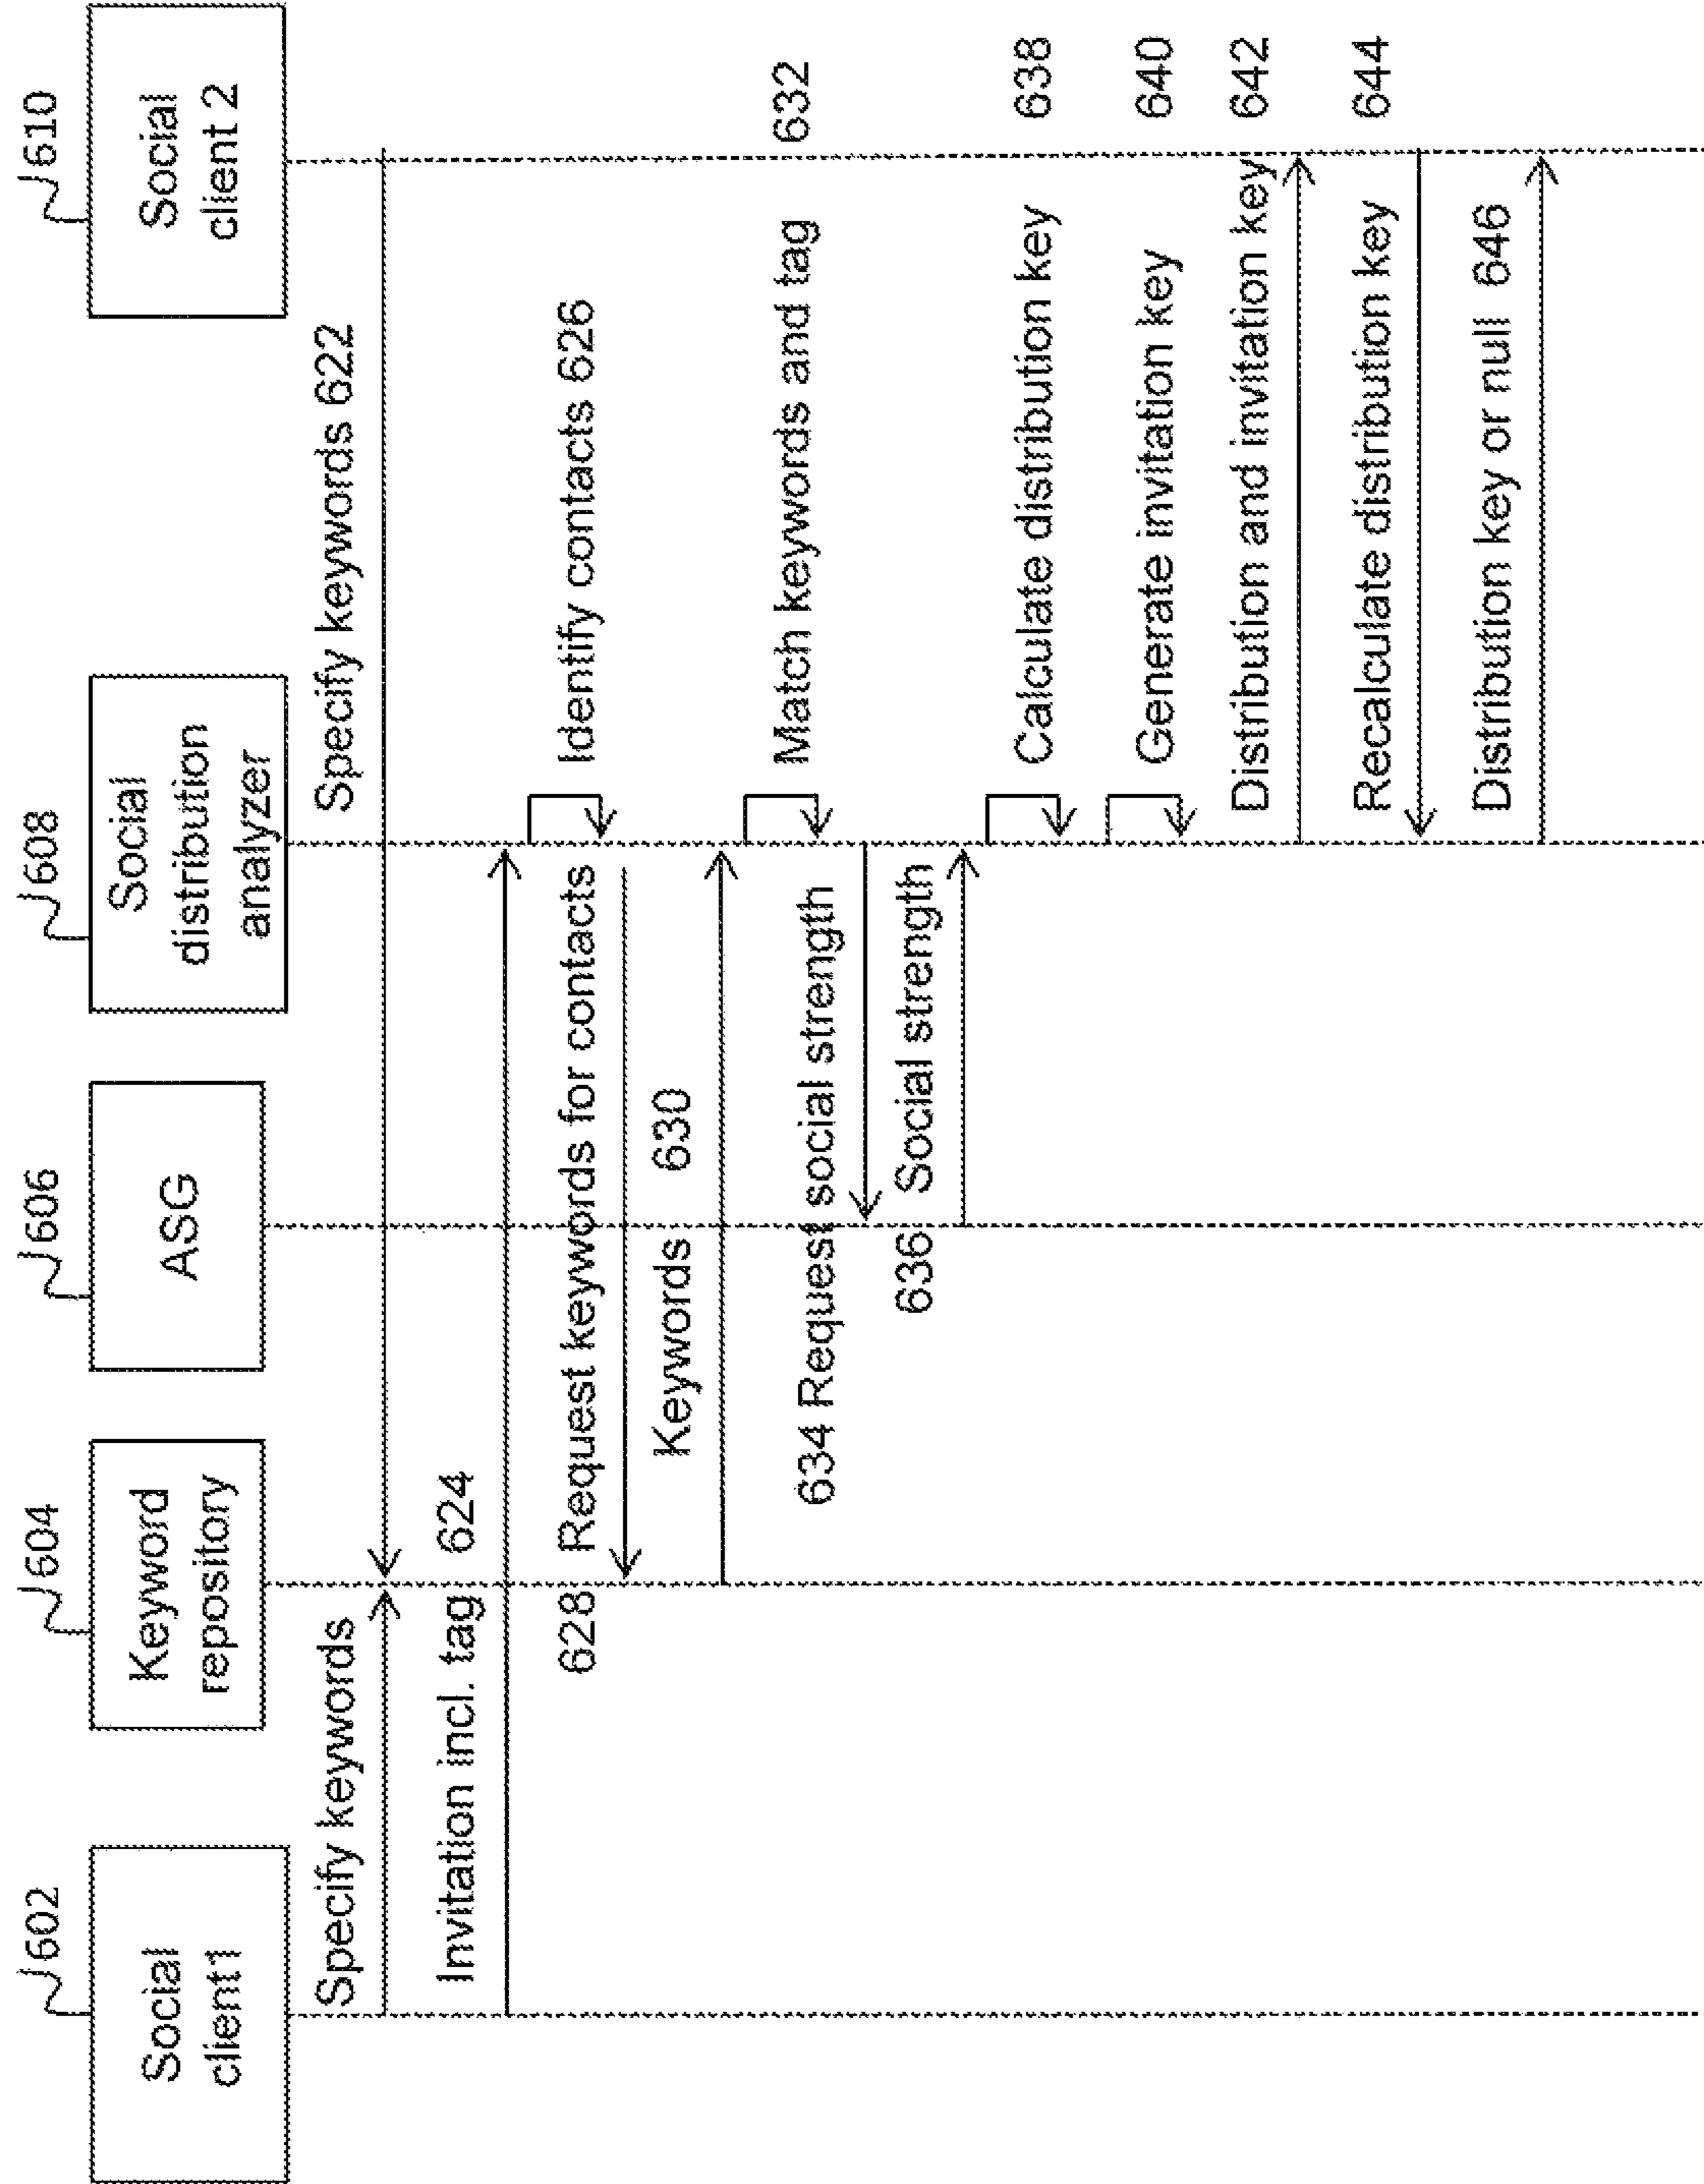 602
Social
client1
604
Keyword
repository
606
ASG
608
Social
distribution
analyzer
610
Social
client 2
Specify keywords
Specify keywords 622
Invitation incl. tag 624
Identify contacts 626
628 Request keywords for contacts
Keywords 630
Match keywords and tag 632
634 Request social strength
636 Social strength
Calculate distribution key 638
Generate invitation key 640
Distribution and invitation key 642
Recalculate distribution key 644
Distribution key or null 646